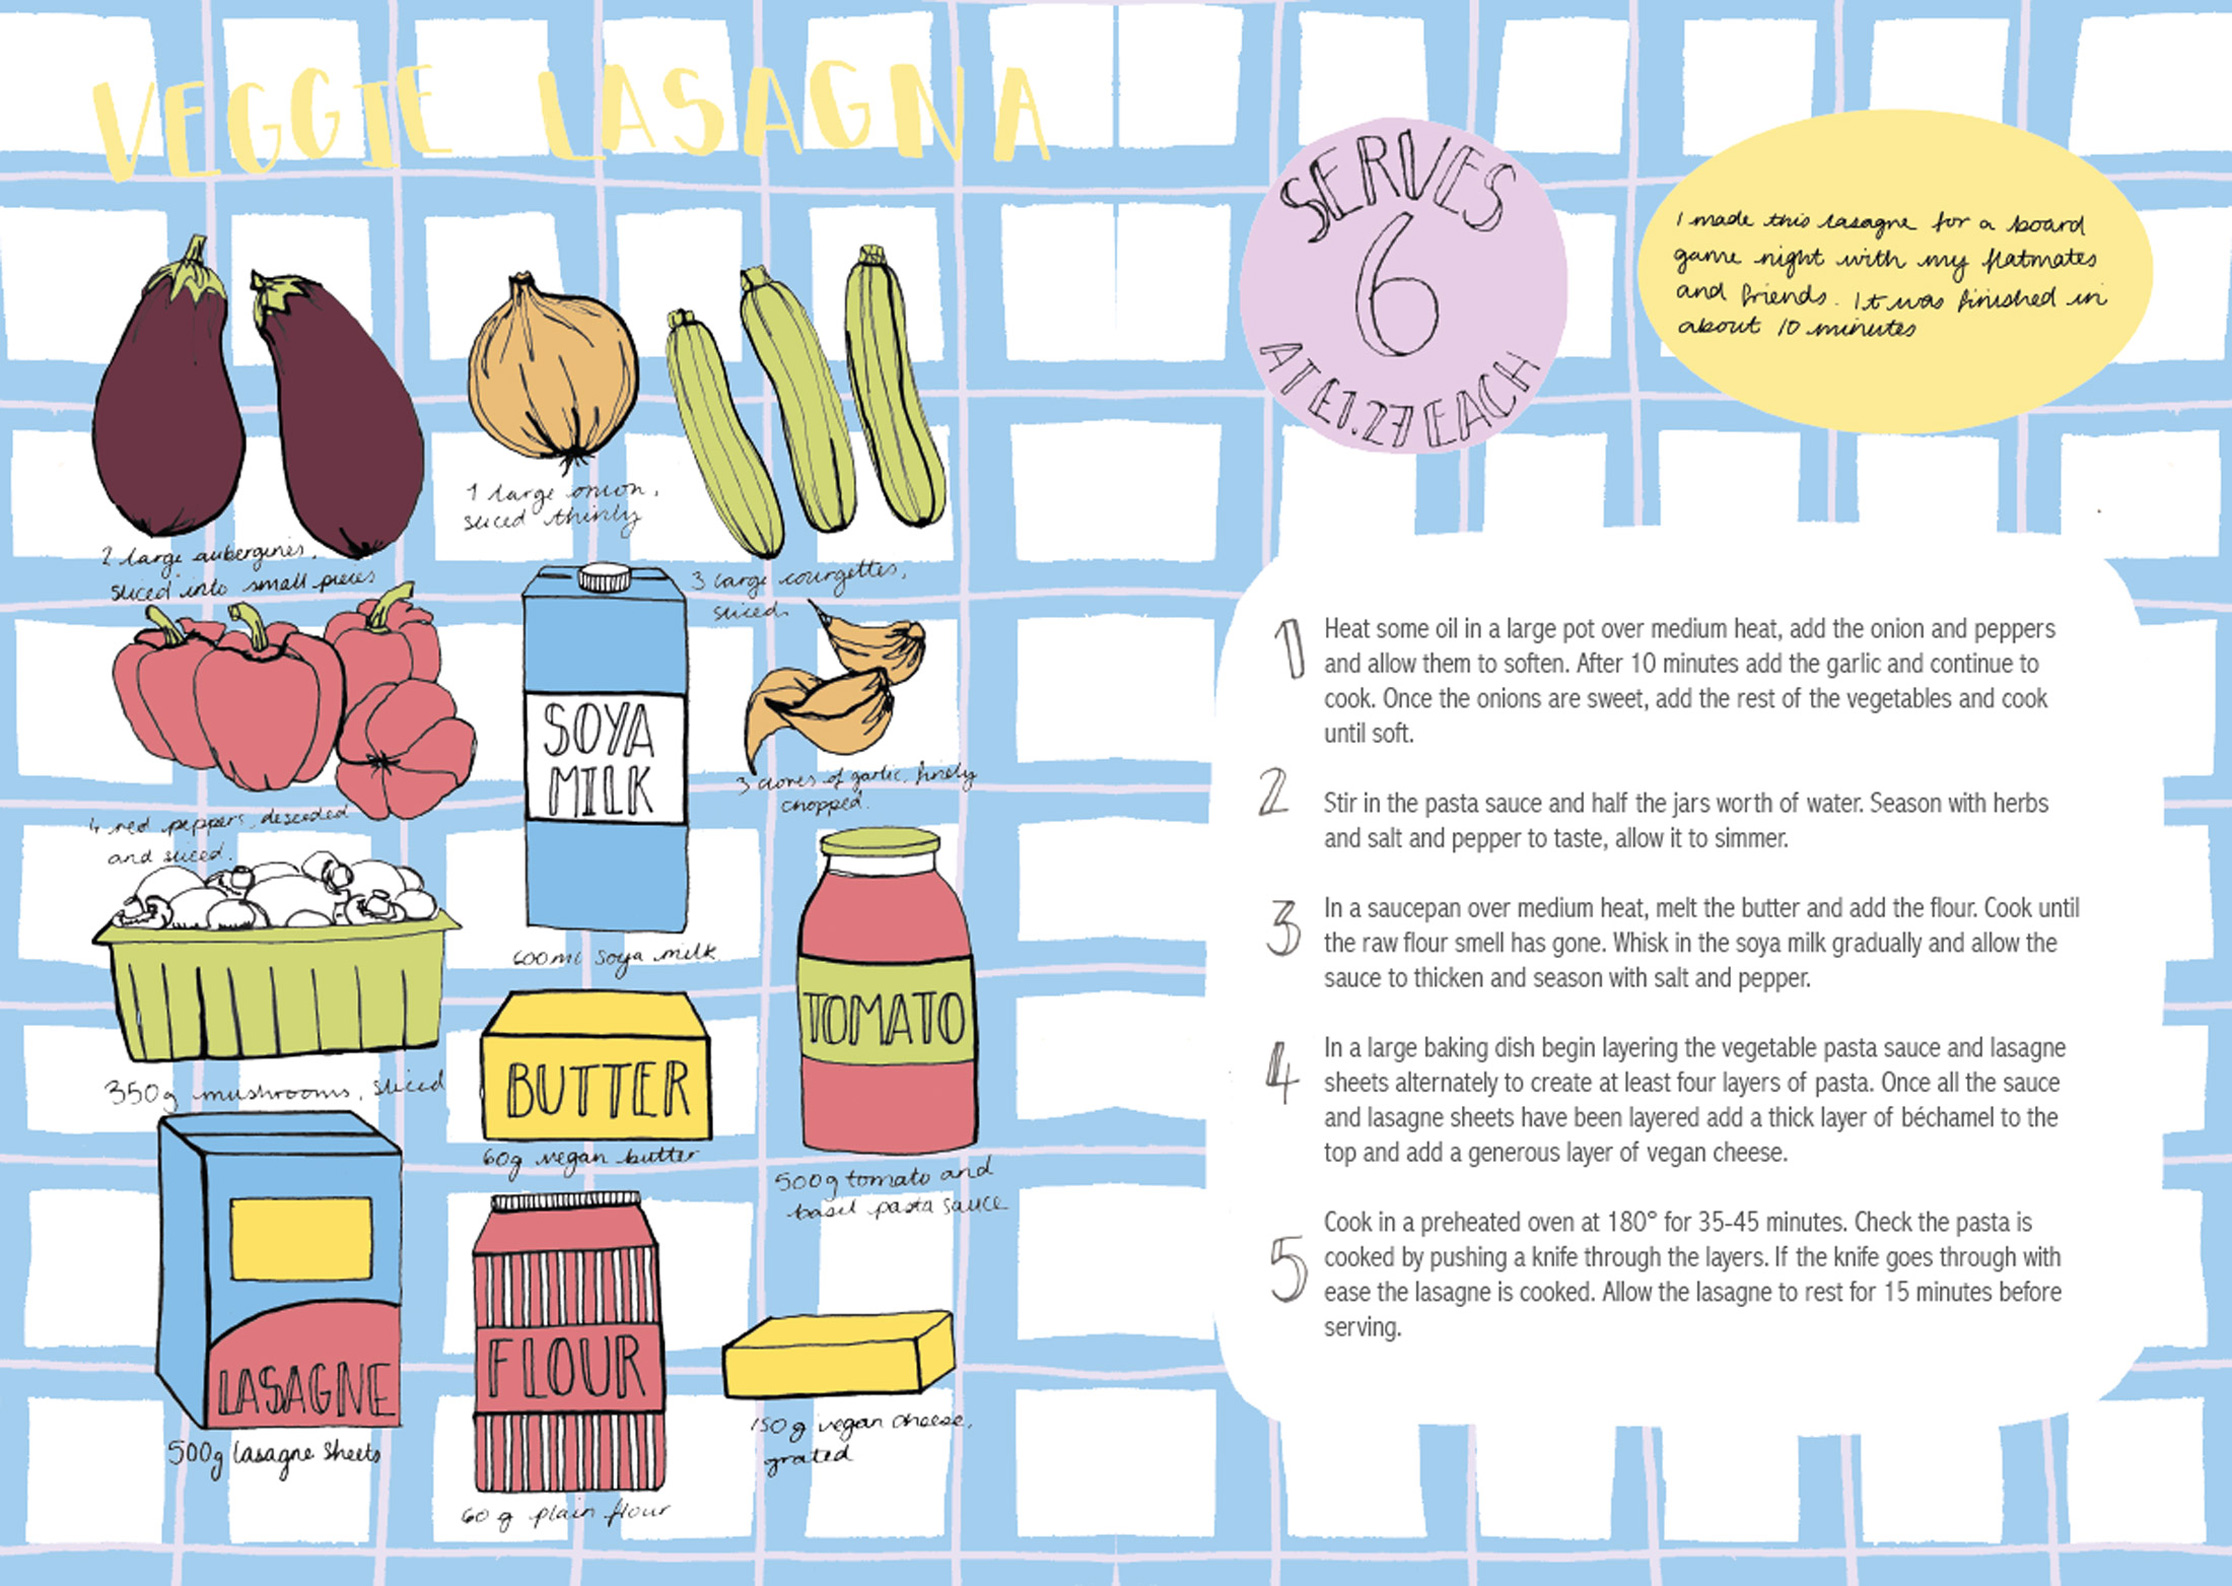 VEGGIE LASAGNA
2 large aubergines,
sliced into small pieces
1 large onion,
sliced thinly
3 large courgettes,
sliced
4 red peppers, deseeded
and sliced.
SOYA
MILK
600ml soya milk
3 cloves of garlic, finely
chopped.
350g mushrooms, sliced
BUTTER
60g vegan butter
TOMATO
500g tomato and
basil pasta sauce
LASAGNE
500g lasagne sheets
FLOUR
60g plain flour
150g vegan cheese,
grated
SERVES
6
AT £1.27 EACH
I made this lasagne for a board
game night with my flatmates
and friends. It was finished in
about 10 minutes
1 Heat some oil in a large pot over medium heat, add the onion and peppers
and allow them to soften. After 10 minutes add the garlic and continue to
cook. Once the onions are sweet, add the rest of the vegetables and cook
until soft.
2 Stir in the pasta sauce and half the jars worth of water. Season with herbs
and salt and pepper to taste, allow it to simmer.
3 In a saucepan over medium heat, melt the butter and add the flour. Cook until
the raw flour smell has gone. Whisk in the soya milk gradually and allow the
sauce to thicken and season with salt and pepper.
4 In a large baking dish begin layering the vegetable pasta sauce and lasagne
sheets alternately to create at least four layers of pasta. Once all the sauce
and lasagne sheets have been layered add a thick layer of béchamel to the
top and add a generous layer of vegan cheese.
5 Cook in a preheated oven at 180° for 35-45 minutes. Check the pasta is
cooked by pushing a knife through the layers. If the knife goes through with
ease the lasagne is cooked. Allow the lasagne to rest for 15 minutes before
serving.